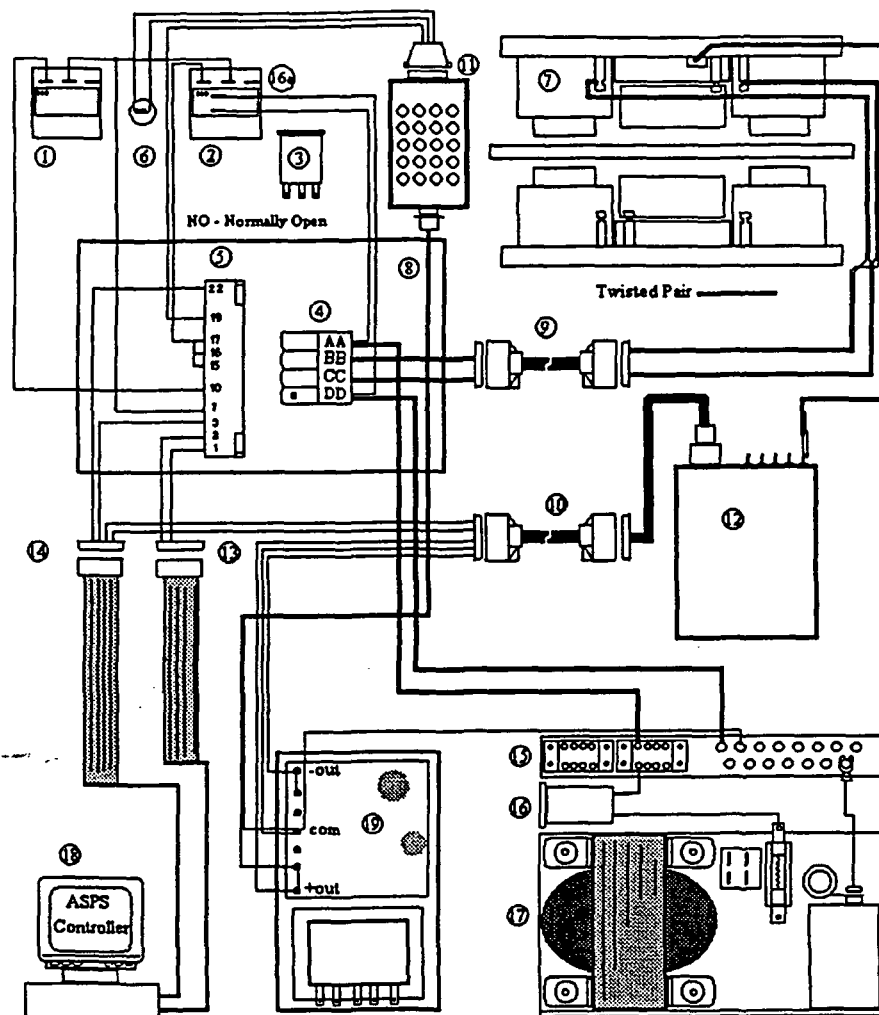 ⑪
⑦
⑯a
① ⑥ ② ③
NO - Normally Open
⑤
⑧
22
Twisted Pair
④
⑨
19
17
16
15
10
7
3
2
1
AA
BB
CC
DD
⑩
⑫
⑭
⑬
⑮
-out
⑲
⑯
com
⑱
+out
⑰
ASPS
Controller